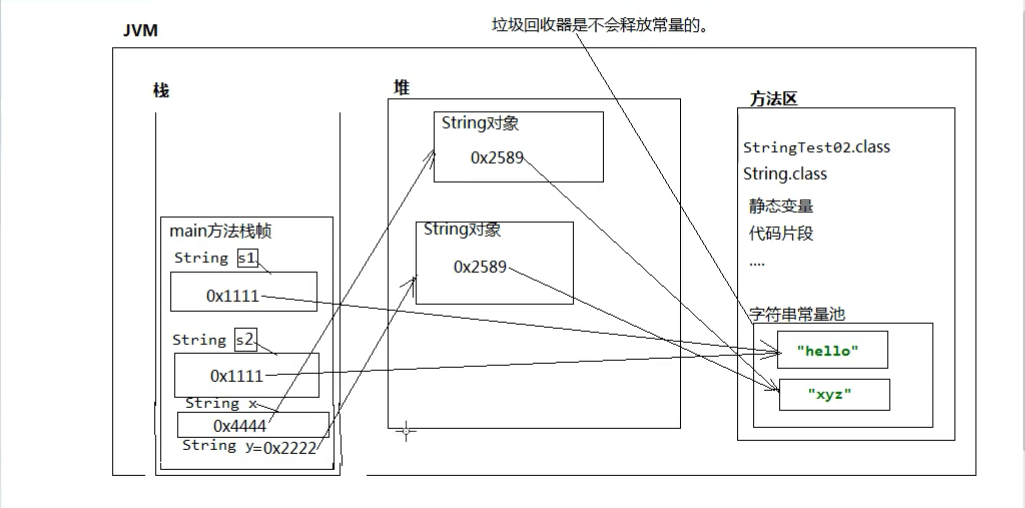 垃圾回收器是不会释放常量的。
JVM
栈
堆
方法区
String对象
0x2589
String对象
0x2589
StringTest02.class
String.class
静态变量
代码片段
....
字符串常量池
"hello"
"xyz"
main方法栈帧
String s1
0x1111
String s2
0x1111
String x
0x4444
String y=0x2222